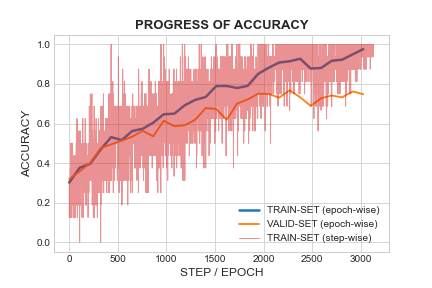 PROGRESS OF ACCURACY
1.0
0.8
0.6
0.4
0.2
0.0
ACCURACY
TRAIN-SET (epoch-wise)
VALID-SET (epoch-wise)
TRAIN-SET (step-wise)
0 500 1000 1500 2000 2500 3000
STEP / EPOCH